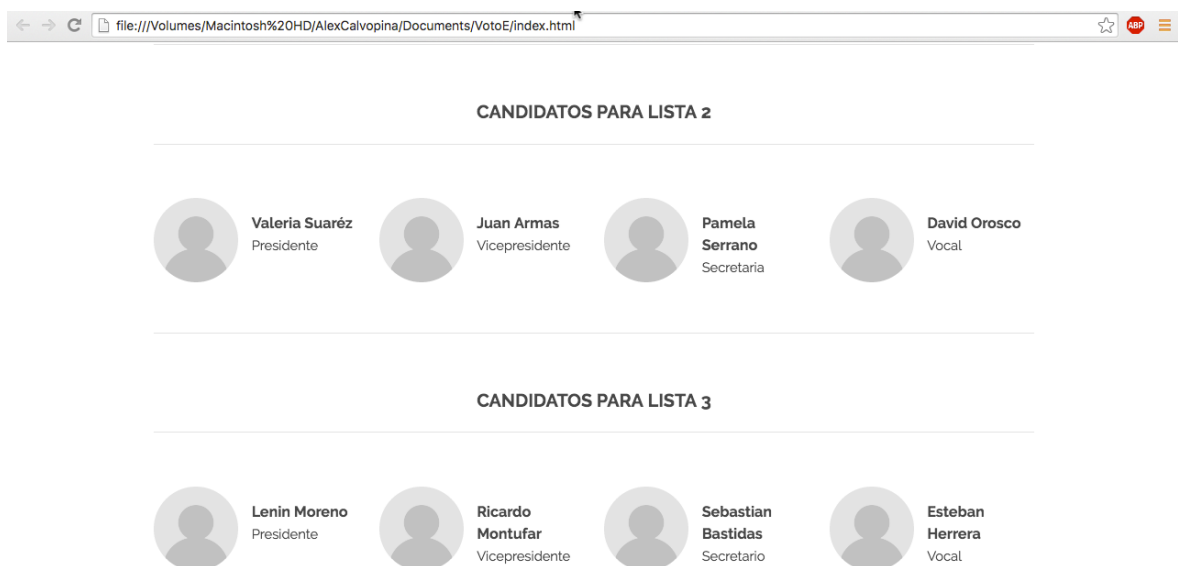 file:///Volumes/Macintosh%20HD/AlexCalvopina/Documents/VotoE/index.html
ABP
CANDIDATOS PARA LISTA 2
Valeria Suaréz
Presidente
Juan Armas
Vicepresidente
Pamela
Serrano
Secretaria
David Orosco
Vocal
CANDIDATOS PARA LISTA 3
Lenin Moreno
Presidente
Ricardo
Montufar
Vicepresidente
Sebastian
Bastidas
Secretario
Esteban
Herrera
Vocal